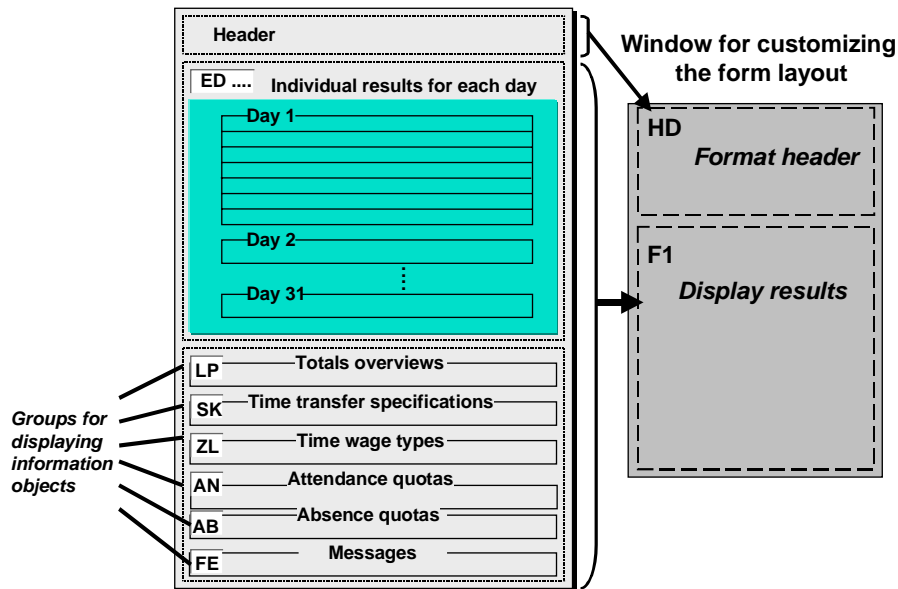 Header
ED .... Individual results for each day
Day 1
Day 2
Day 31
LP Totals overviews
SK Time transfer specifications
ZL Time wage types
AN Attendance quotas
AB Absence quotas
FE Messages
Groups for
displaying
information
objects
Window for customizing
the form layout
HD
Format header
F1
Display results